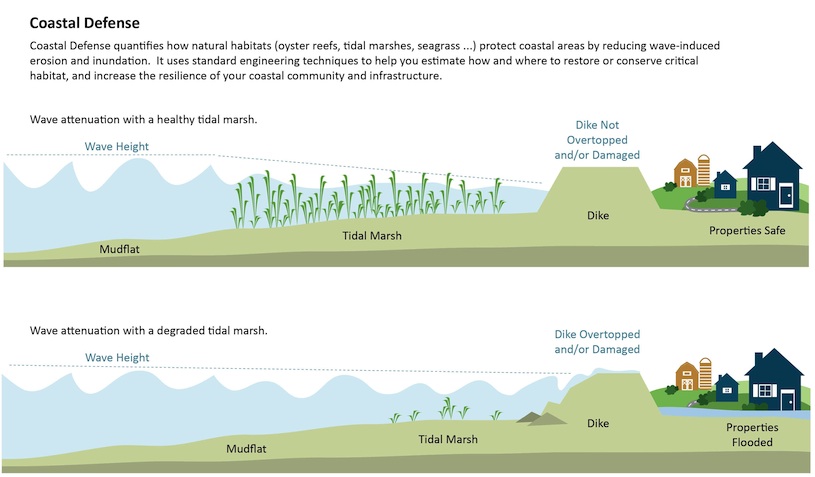 Coastal Defense
Coastal Defense quantifies how natural habitats (oyster reefs, tidal marshes, seagrass ...) protect coastal areas by reducing wave-induced
erosion and inundation.  It uses standard engineering techniques to help you estimate how and where to restore or conserve critical
habitat, and increase the resilience of your coastal community and infrastructure.
Wave attenuation with a healthy tidal marsh.
Wave Height
Dike Not
Overtopped
and/or Damaged
Mudflat
Tidal Marsh
Dike
Properties Safe
Wave attenuation with a degraded tidal marsh.
Wave Height
Dike Overtopped
and/or Damaged
Mudflat
Tidal Marsh
Dike
Properties
Flooded